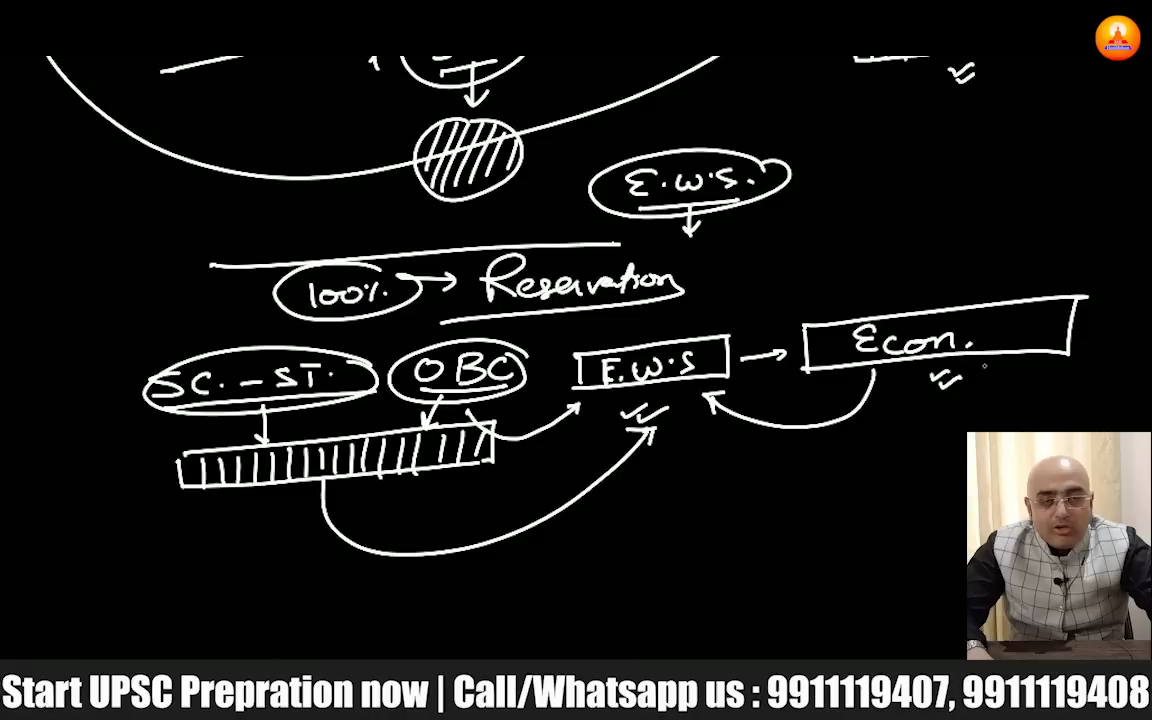 E.W.S.
100% → Reservation
SC. - ST. OBC E.W.S → Econ.
Start UPSC Prepration now | Call/Whatsapp us : 9911119407, 9911119408